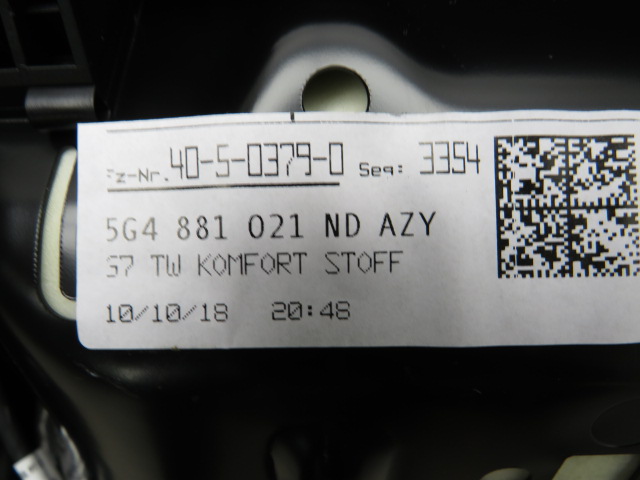 Fz-Nr. 40-5-0379-0 Seq: 3354
5G4 881 021 ND AZY
G7 TW KOMFORT STOFF
10/10/18 20:48